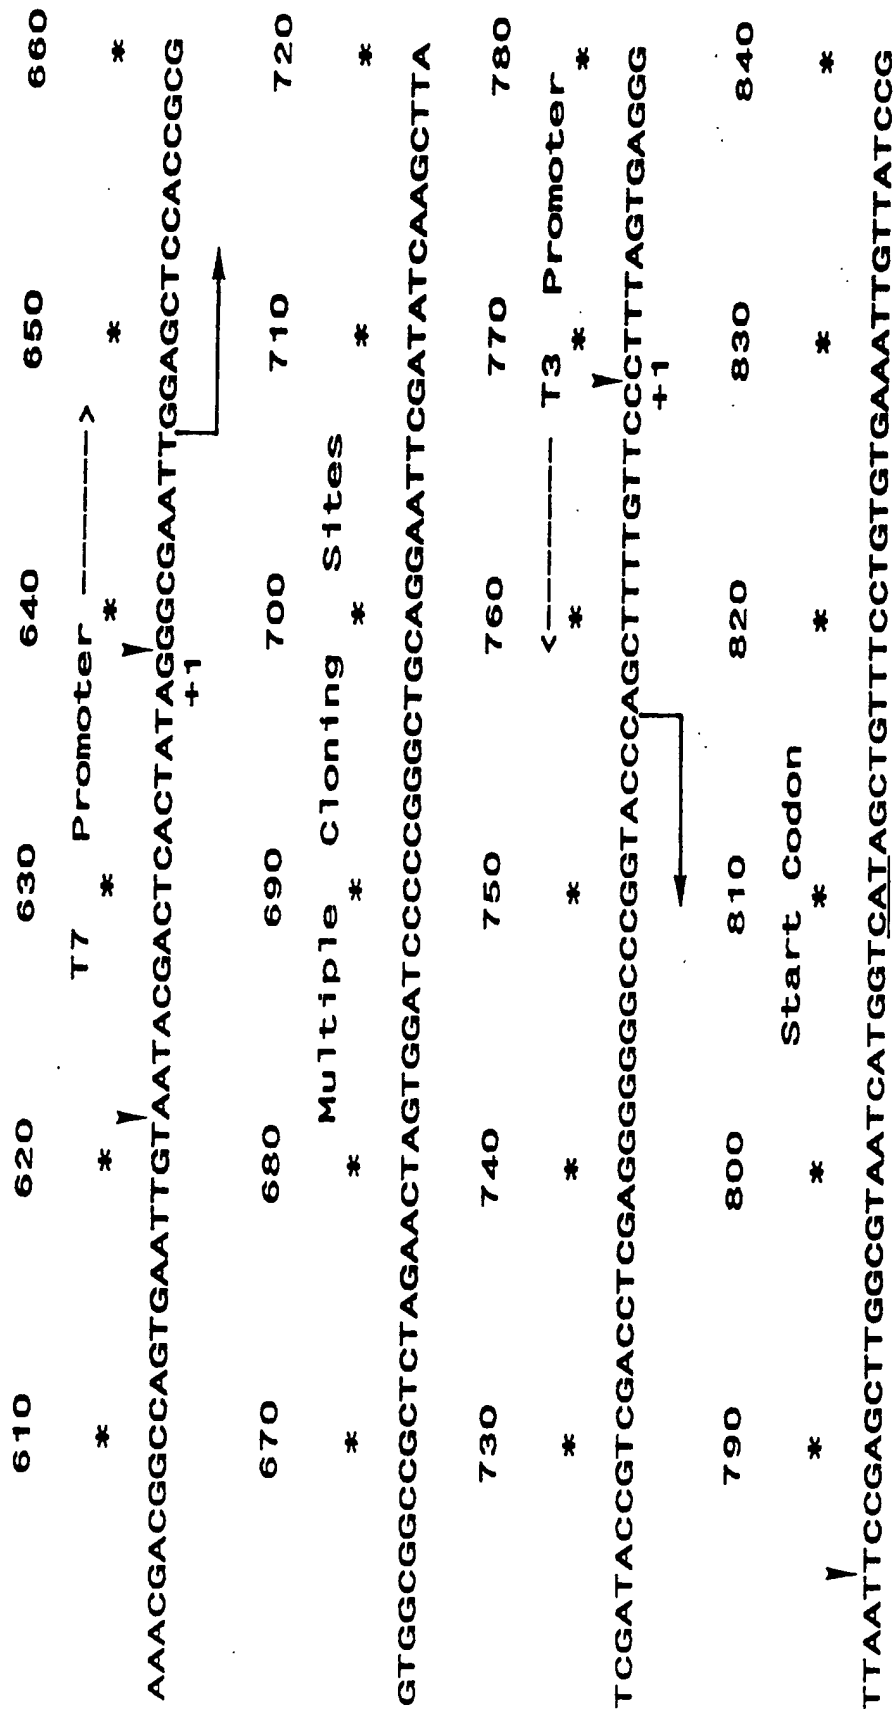 610 620 630 640 650 660
T7 Promoter ------>
* * * * * *
AAACGACGGCCAGTGAATTGTAATACGACTCACTATAGGGCGAATTGGAGCTCCACCGCG
+1
670 680 690 700 710 720
Multiple Cloning Sites
* * * * * *
GTGGCGGCCGCTCTAGAACTAGTGGATCCCCCGGGCTGCAGGAATTCGATATCAAGCTTA
730 740 750 760 770 780
<------- T3 Promoter
* * * * * *
TCGATACCGTCGACCTCGAGGGGGGGCCCGGTACCCAGCTTTTGTTCCCTTTAGTGAGGG
+1
790 800 810 820 830 840
Start Codon
* * * * * *
TTAATTCCGAGCTTGGCGTAATCATGGTCATAGCTGTTTCCTGTGTGAAATTGTTATCCG